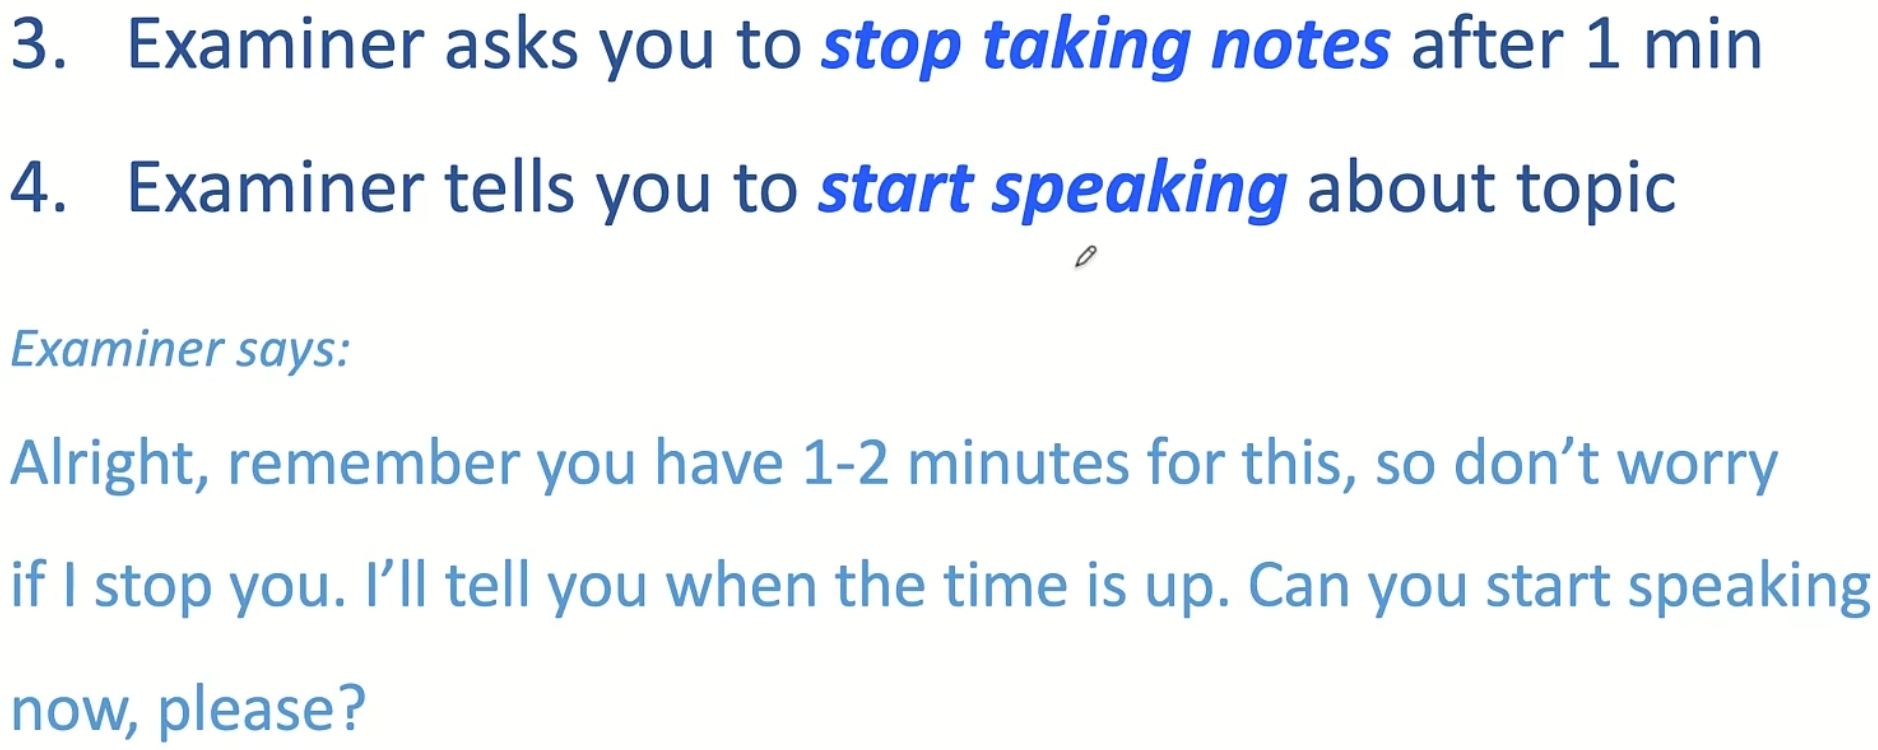 3. Examiner asks you to stop taking notes after 1 min
4. Examiner tells you to start speaking about topic
Examiner says:
Alright, remember you have 1-2 minutes for this, so don’t worry
if I stop you. I’ll tell you when the time is up. Can you start speaking
now, please?